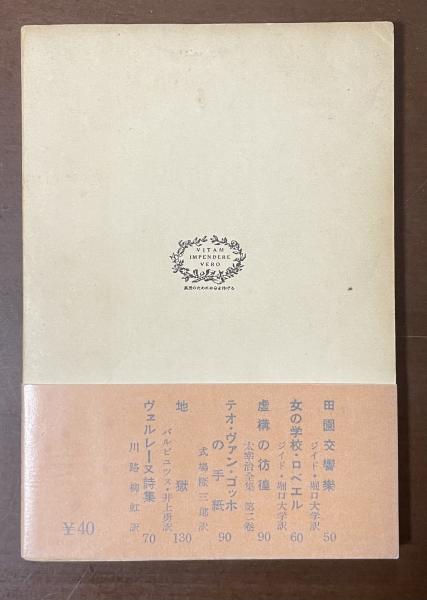 VITAM
IMPENDERE
VERO
真理のためわが命を捧げる
田園交響楽
ジイド・堀口大学訳
50
女の学校・ロベエル
ジイド・堀口大学訳
60
虚構の彷徨
太宰治全集 第二巻
90
テオ・ヴァン・ゴッホ
の手紙
式場隆三郎訳
90
地獄
バルビュス・井上勇訳
130
ヴェルレーヌ詩集
川路柳虹訳
70
¥40